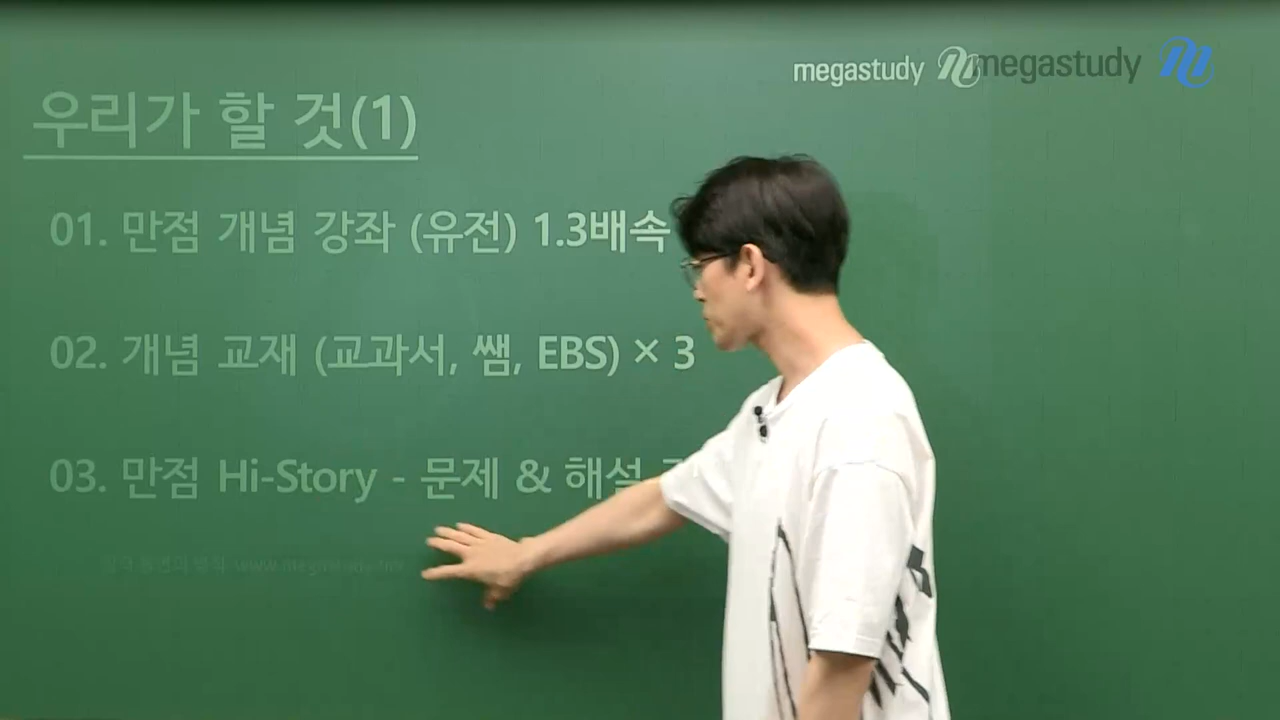 megastudy
megastudy
우리가 할 것(1)
01. 만점 개념 강좌 (유전) 1.3배속
02. 개념 교재 (교과서, 쌤, EBS) × 3
03. 만점 Hi-Story - 문제 & 해설